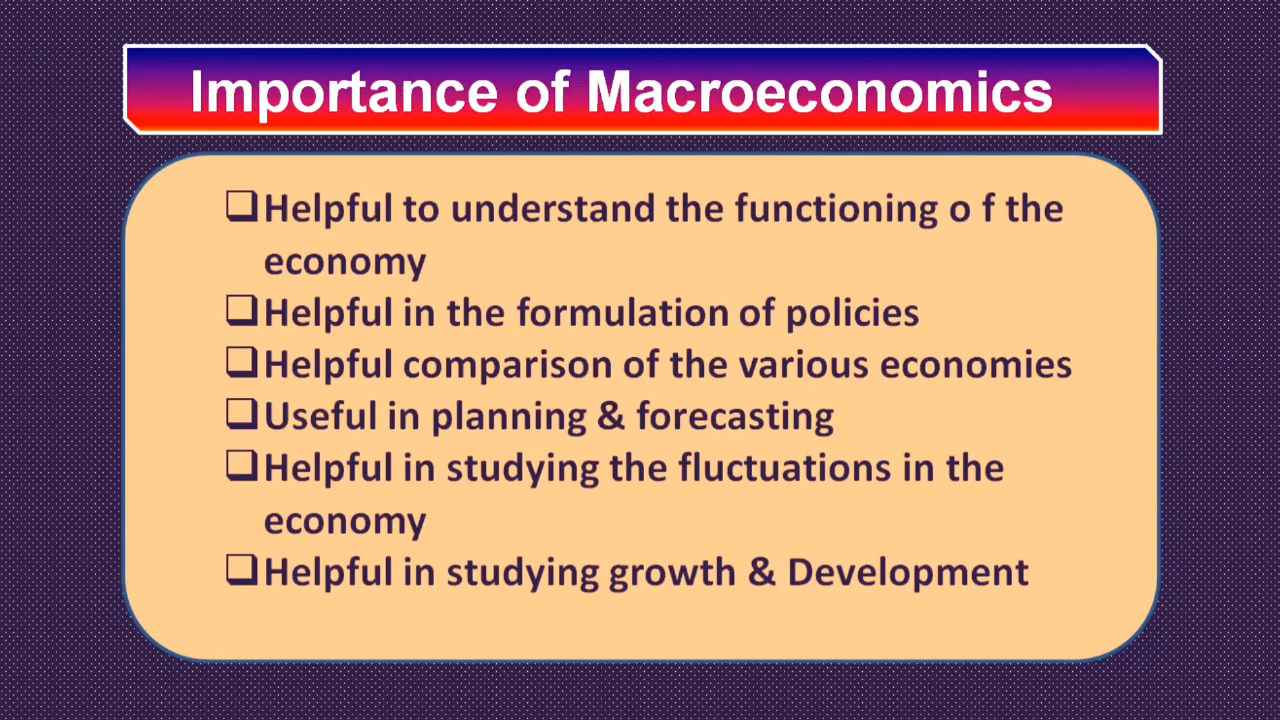 Importance of Macroeconomics
❑Helpful to understand the functioning o f the
economy
❑Helpful in the formulation of policies
❑Helpful comparison of the various economies
❑Useful in planning & forecasting
❑Helpful in studying the fluctuations in the
economy
❑Helpful in studying growth & Development